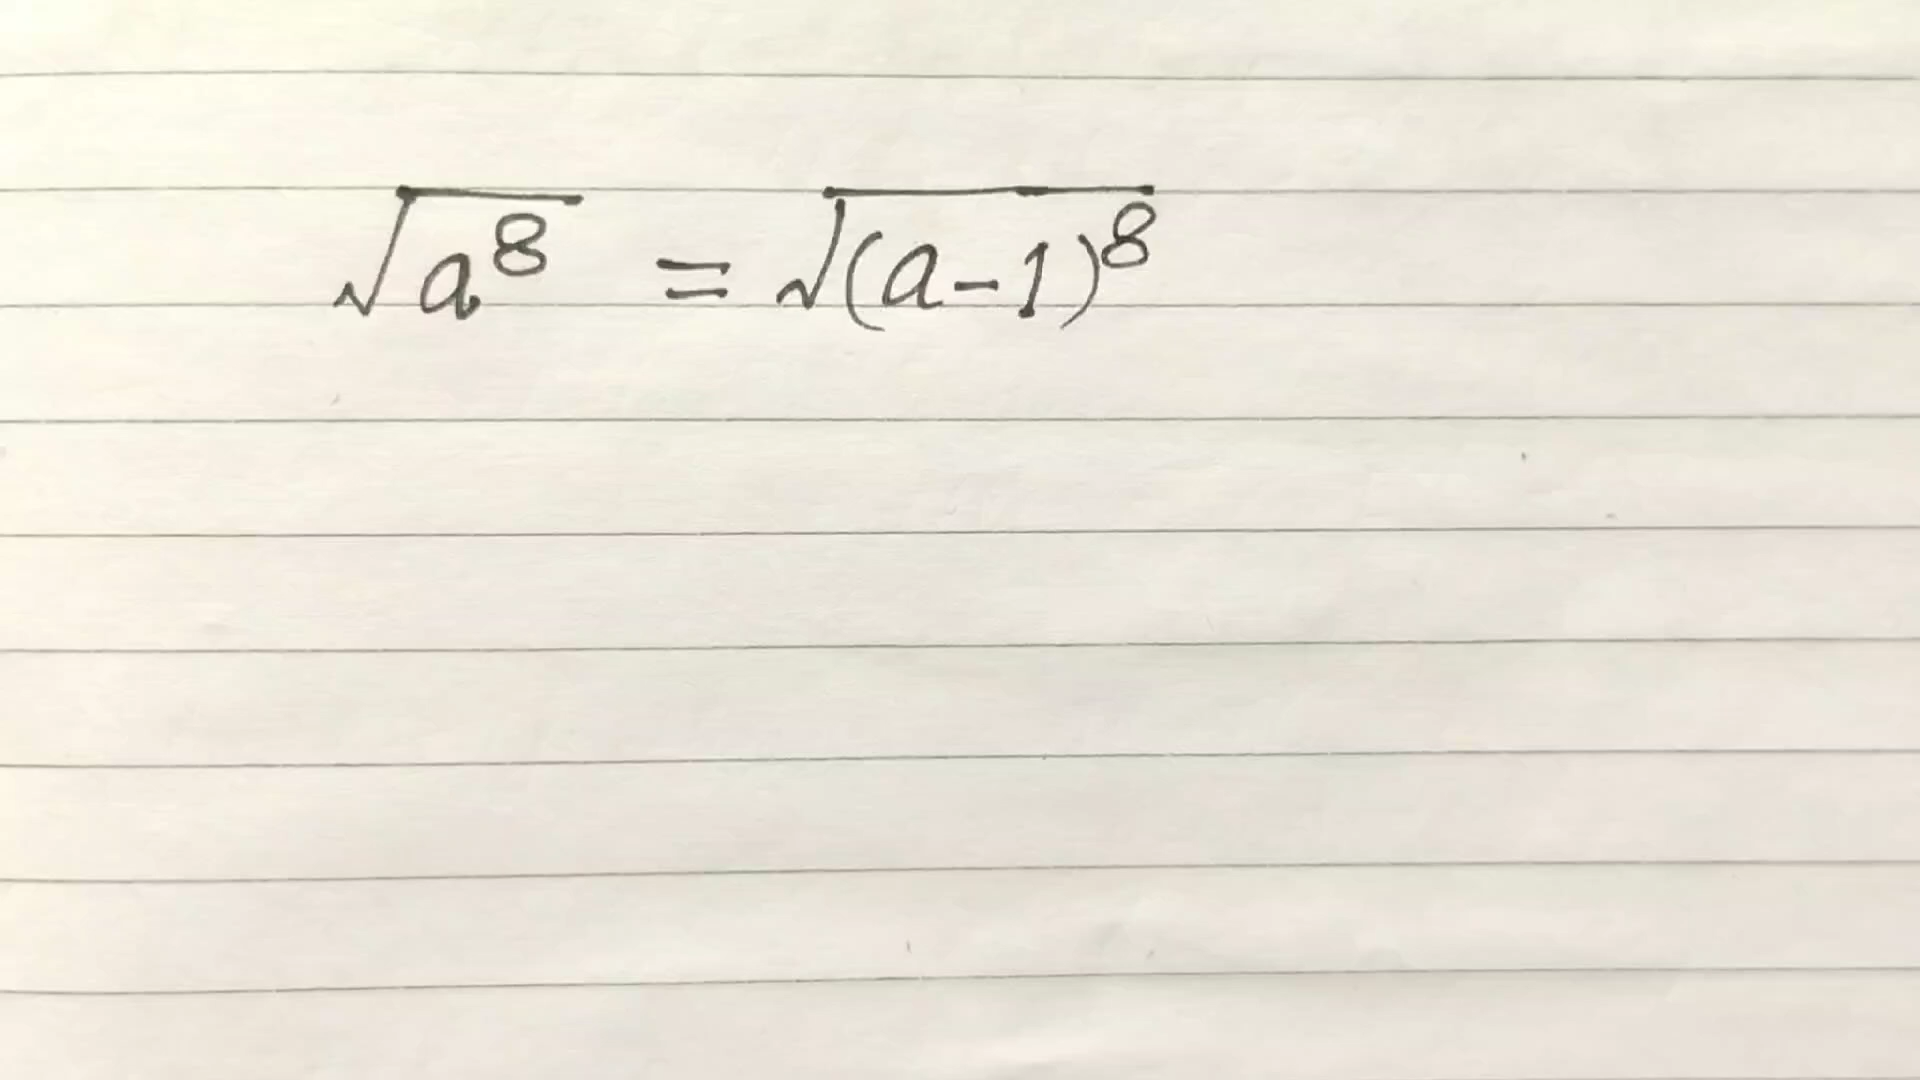 √a⁸ = √(a-1)⁸